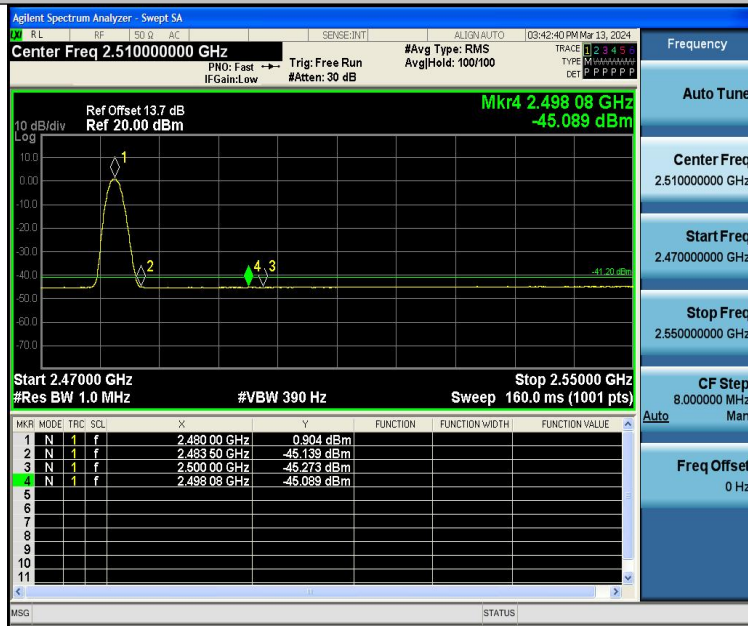 Agilent Spectrum Analyzer - Swept SA
LXI RL RF 50 Ω AC SENSE:INT ALIGN AUTO 03:42:40 PM Mar 13, 2024
Center Freq 2.510000000 GHz
PNO: Fast
IFGain:Low
Trig: Free Run
#Atten: 30 dB
#Avg Type: RMS
Avg|Hold: 100/100
TRACE 1 2 3 4 5 6
TYPE M
DET P P P P P P
Mkr4 2.498 08 GHz
-45.089 dBm
Ref Offset 13.7 dB
10 dB/div Ref 20.00 dBm
Log
10.0
0.00
-10.0
-20.0
-30.0
-40.0
-50.0
-60.0
-70.0
1
2
4 3
-41.20 dBm
Start 2.47000 GHz Stop 2.55000 GHz
#Res BW 1.0 MHz #VBW 390 Hz Sweep 160.0 ms (1001 pts)
MKR MODE TRC SCL X Y FUNCTION FUNCTION WIDTH FUNCTION VALUE
1 N 1 f 2.480 00 GHz 0.904 dBm
2 N 1 f 2.483 50 GHz -45.139 dBm
3 N 1 f 2.500 00 GHz -45.273 dBm
4 N 1 f 2.498 08 GHz -45.089 dBm
5
6
7
8
9
10
11
MSG STATUS
Frequency
Auto Tune
Center Freq
2.510000000 GHz
Start Freq
2.470000000 GHz
Stop Freq
2.550000000 GHz
CF Step
8.000000 MHz
Auto Man
Freq Offset
0 Hz